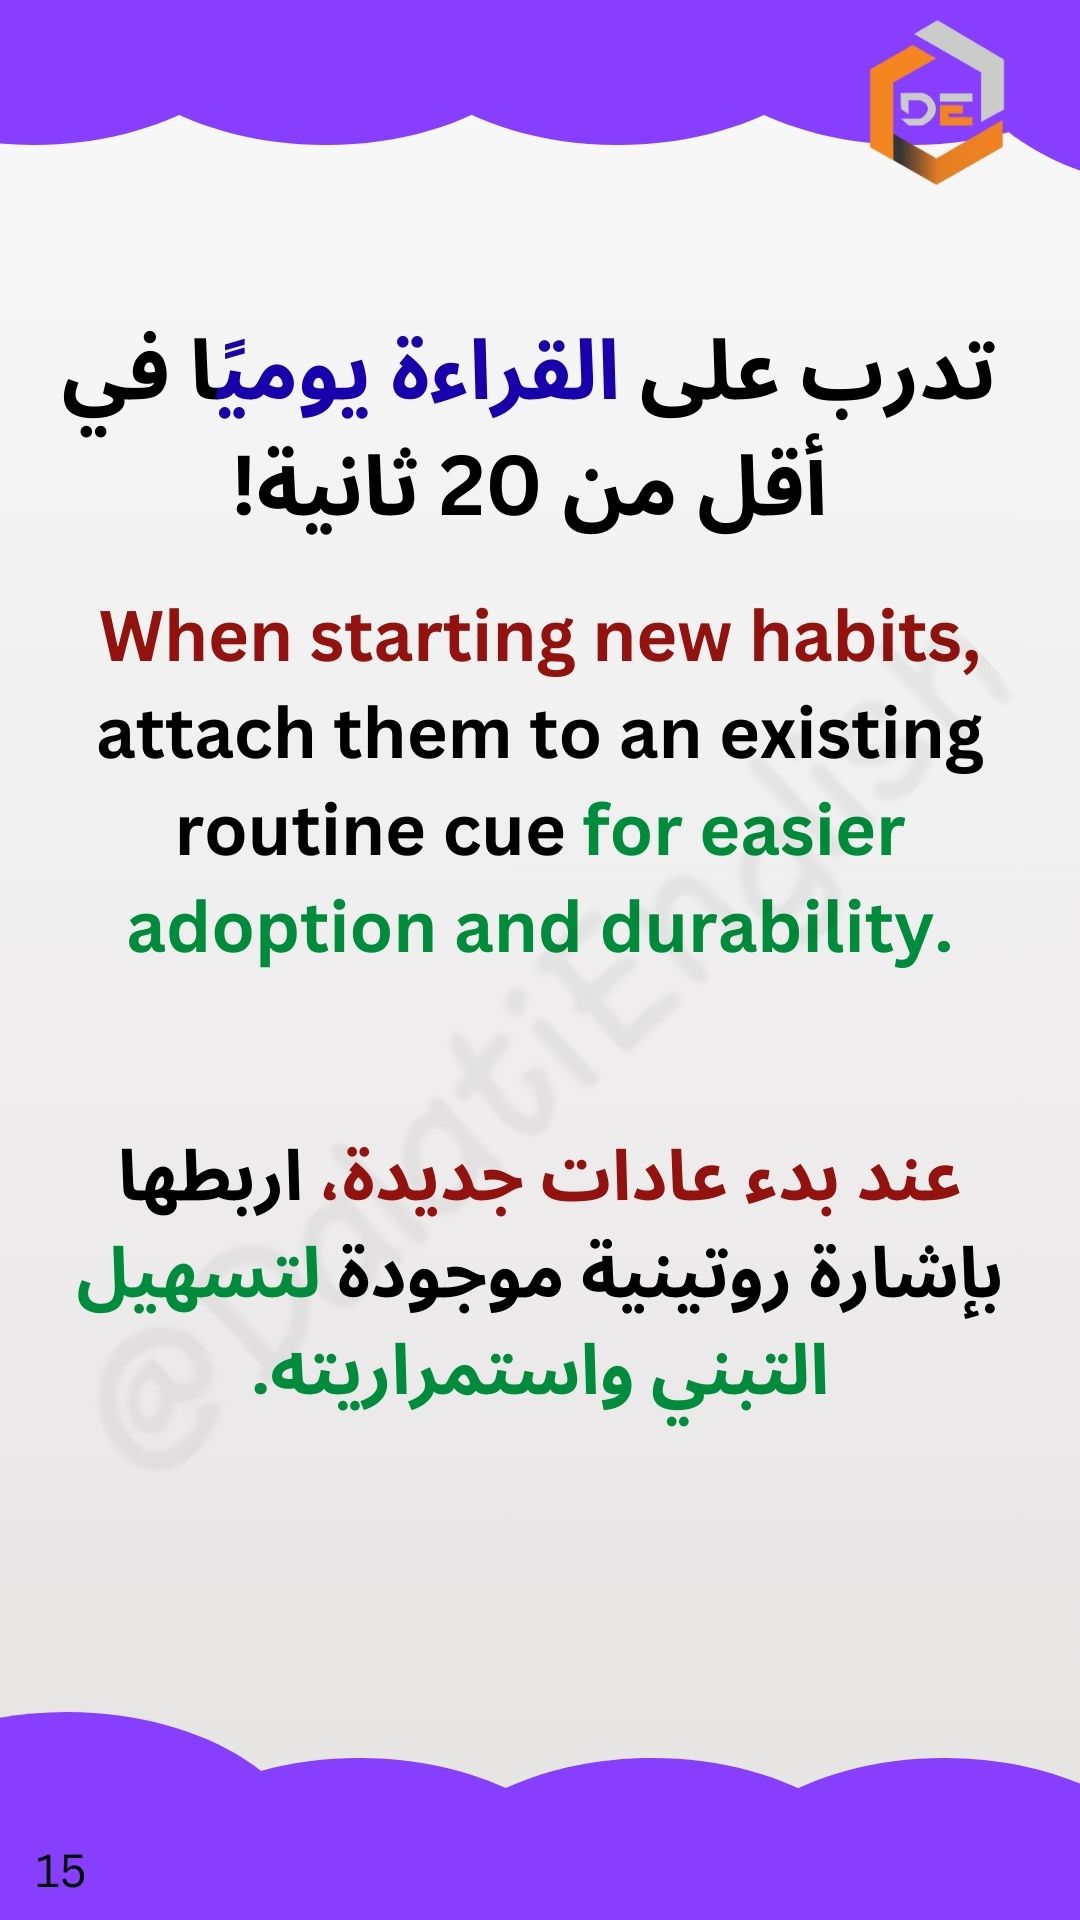 DE
تدرب على القراءة يوميًا في
أقل من 20 ثانية!
When starting new habits,
attach them to an existing
routine cue for easier
adoption and durability.
عند بدء عادات جديدة، اربطها
بإشارة روتينية موجودة لتسهيل
التبني واستمراريته.
@DalatiEnglish
15